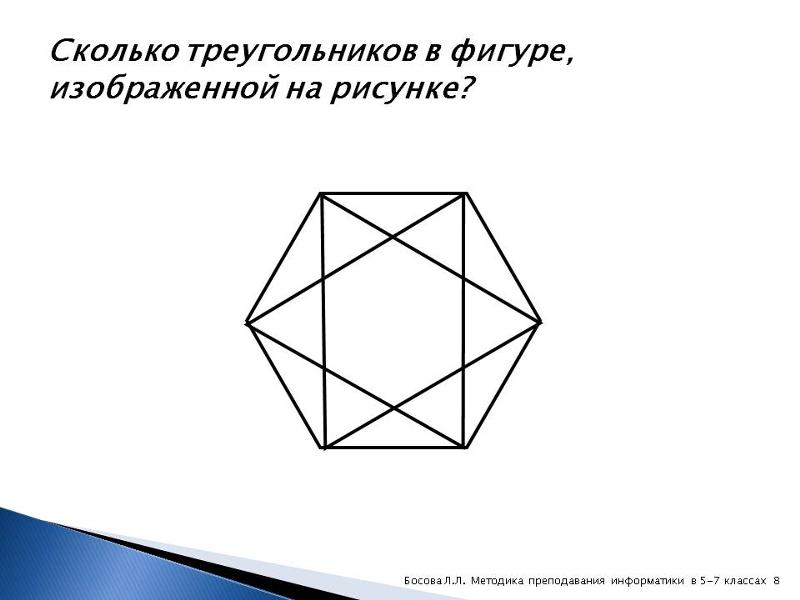 Сколько треугольников в фигуре,
изображенной на рисунке?
Босова Л.Л. Методика преподавания информатики в 5-7 классах 8